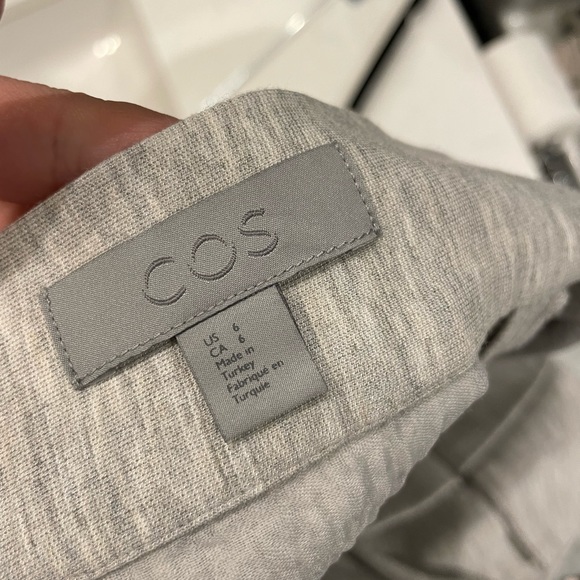 COS
US 6
CA 6
Made in
Turkey
Fabriqué en
Turquie